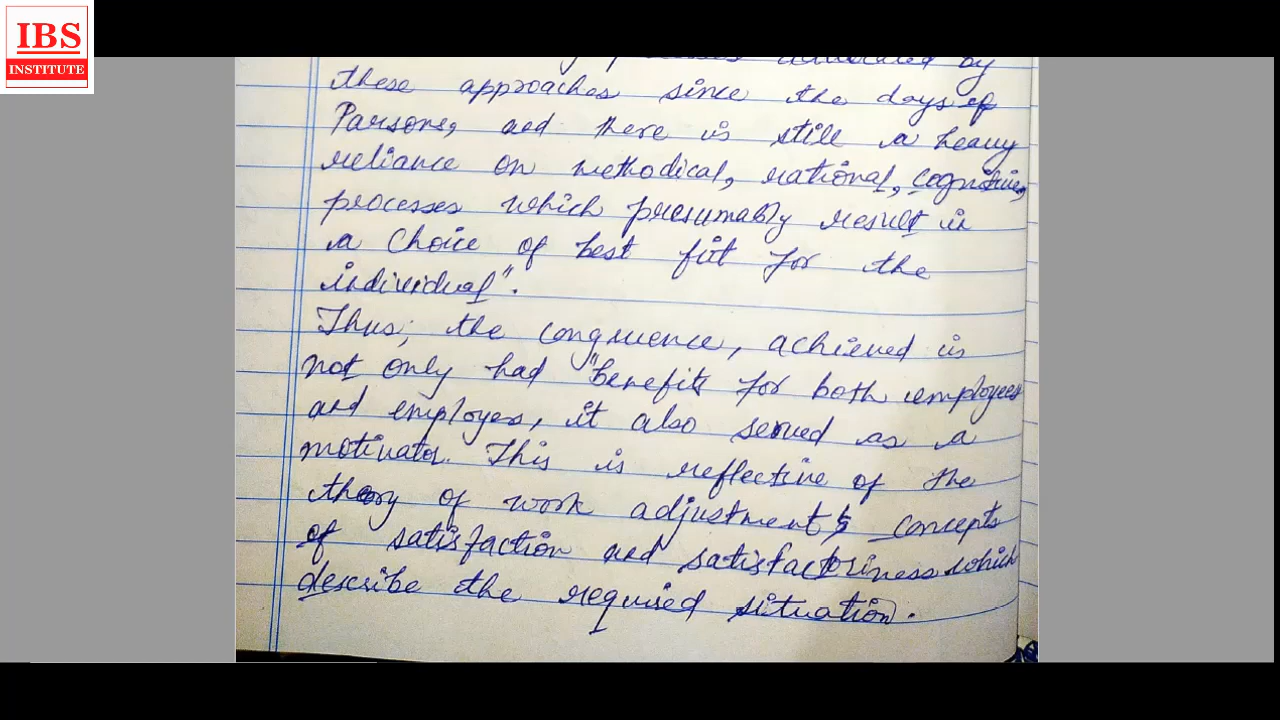 IBS
INSTITUTE
by
these approaches since the days of
Parsons, and there is still a heavy
reliance on methodical, rational, cognitive,
processes which presumably result in
a choice of best fit for the
individual".
Thus; the congruence, achieved is
not only had "benefits for both employees
and employes, it also served as a
motivator. This is reflective of the
theory of work adjustment's concepts
of satisfaction and satisfactoriness which
describe the required situation.